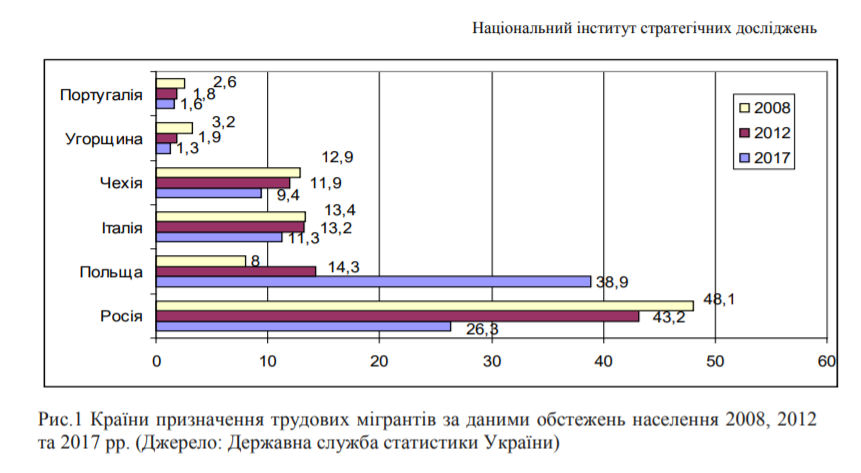 Національний інститут стратегічних досліджень
Португалія
2,6
1,8
1,6
Угорщина
3,2
1,9
1,3
Чехія
12,9
11,9
9,4
Італія
13,4
13,2
11,3
Польща
8
14,3
38,9
Росія
48,1
43,2
26,3
0 10 20 30 40 50 60
2008
2012
2017
Рис.1 Країни призначення трудових мігрантів за даними обстежень населення 2008, 2012
та 2017 рр. (Джерело: Державна служба статистики України)